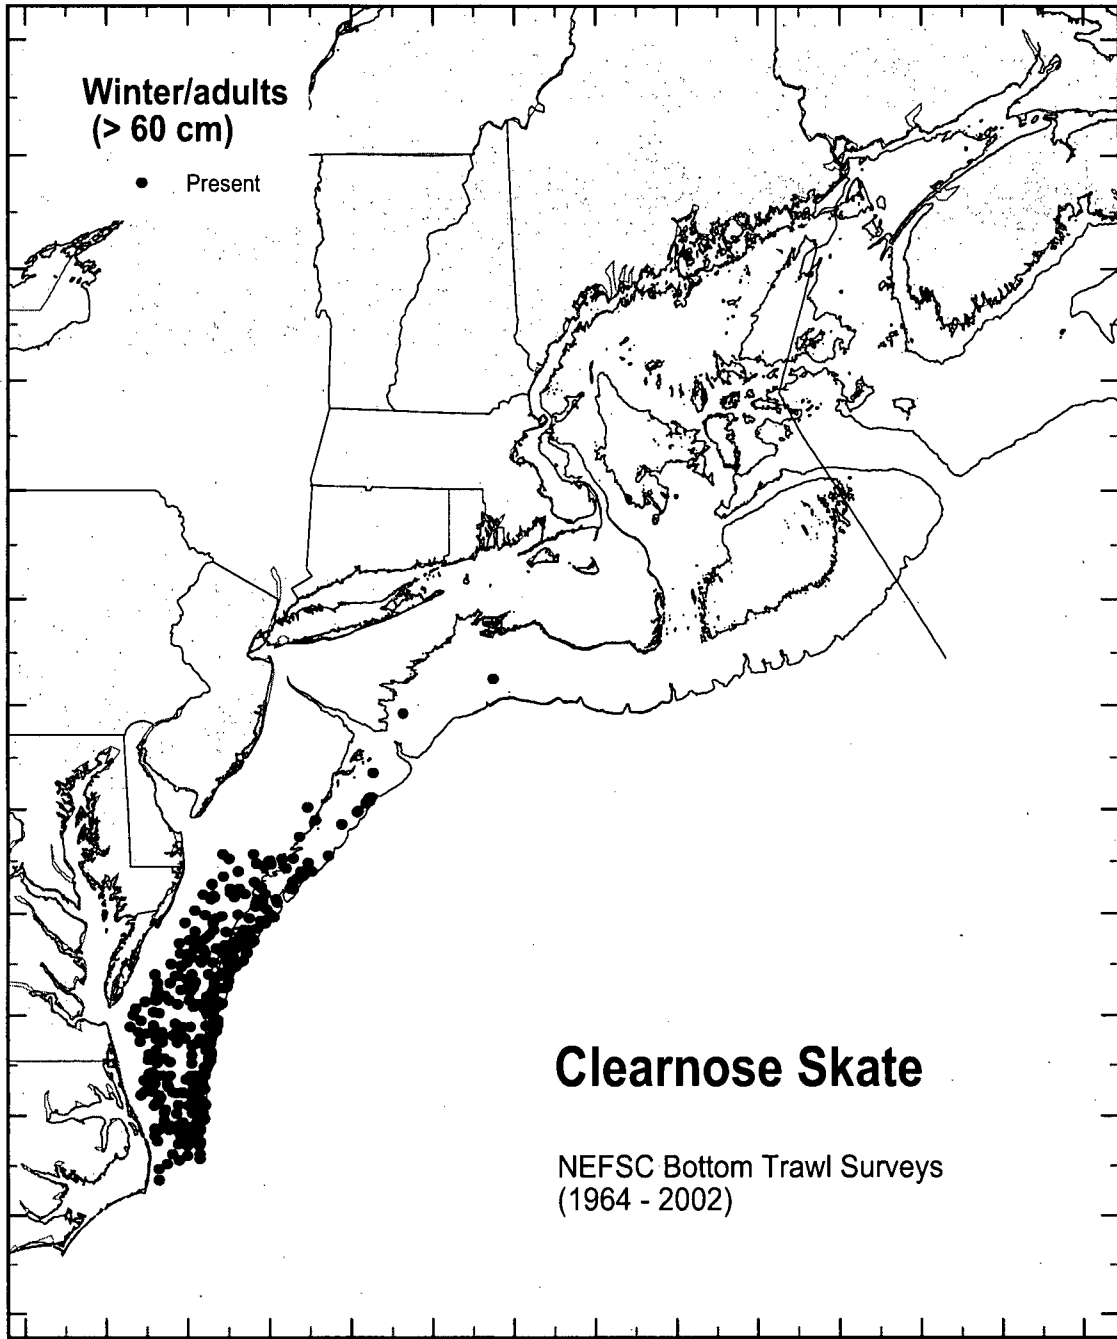 Winter/adults
(> 60 cm)
Present
Clearnose Skate
NEFSC Bottom Trawl Surveys
(1964 - 2002)